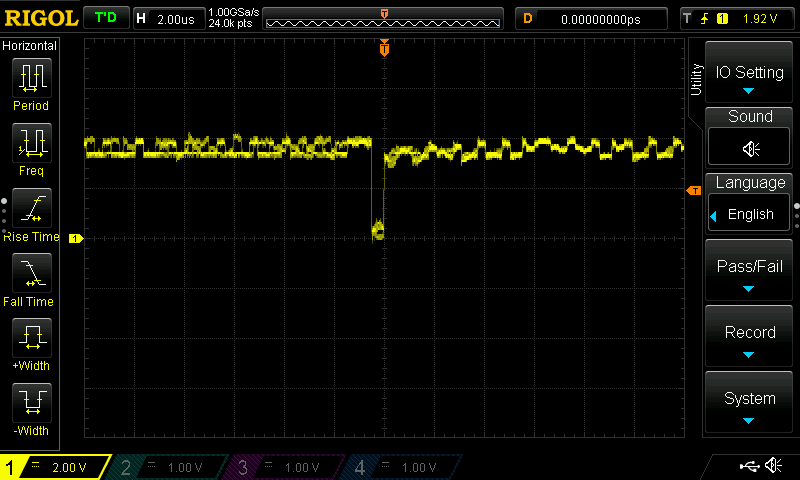 RIGOL T'D H 2.00us 1.00GSa/s
24.0k pts T D 0.00000000ps T 1 1.92 V
Horizontal
Period
Freq
Rise Time
Fall Time
+Width
-Width
T
1
T
Utility
IO Setting
Sound
Language
English
Pass/Fail
Record
System
1 2.00 V 2 1.00 V 3 1.00 V 4 1.00 V